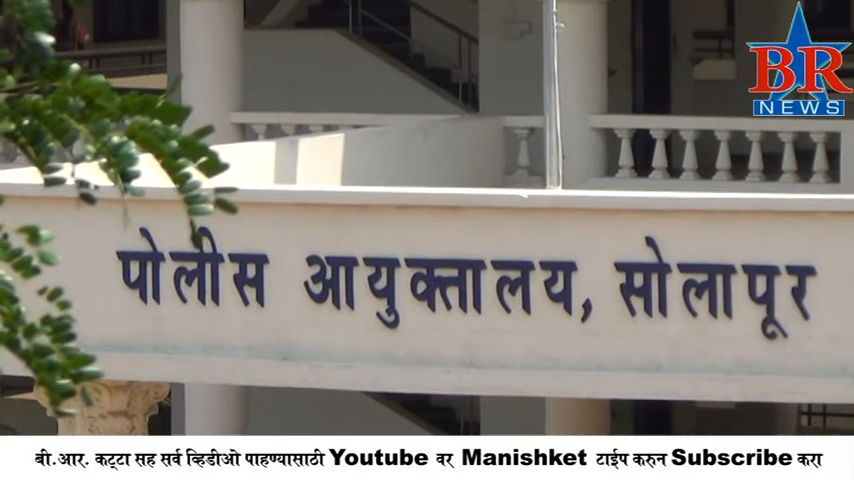 BR
NEWS
पोलीस आयुक्तालय, सोलापूर
बी.आर. कट्टा सह सर्व व्हिडीओ पाहण्यासाठी Youtube वर Manishket टाईप करुन Subscribe करा